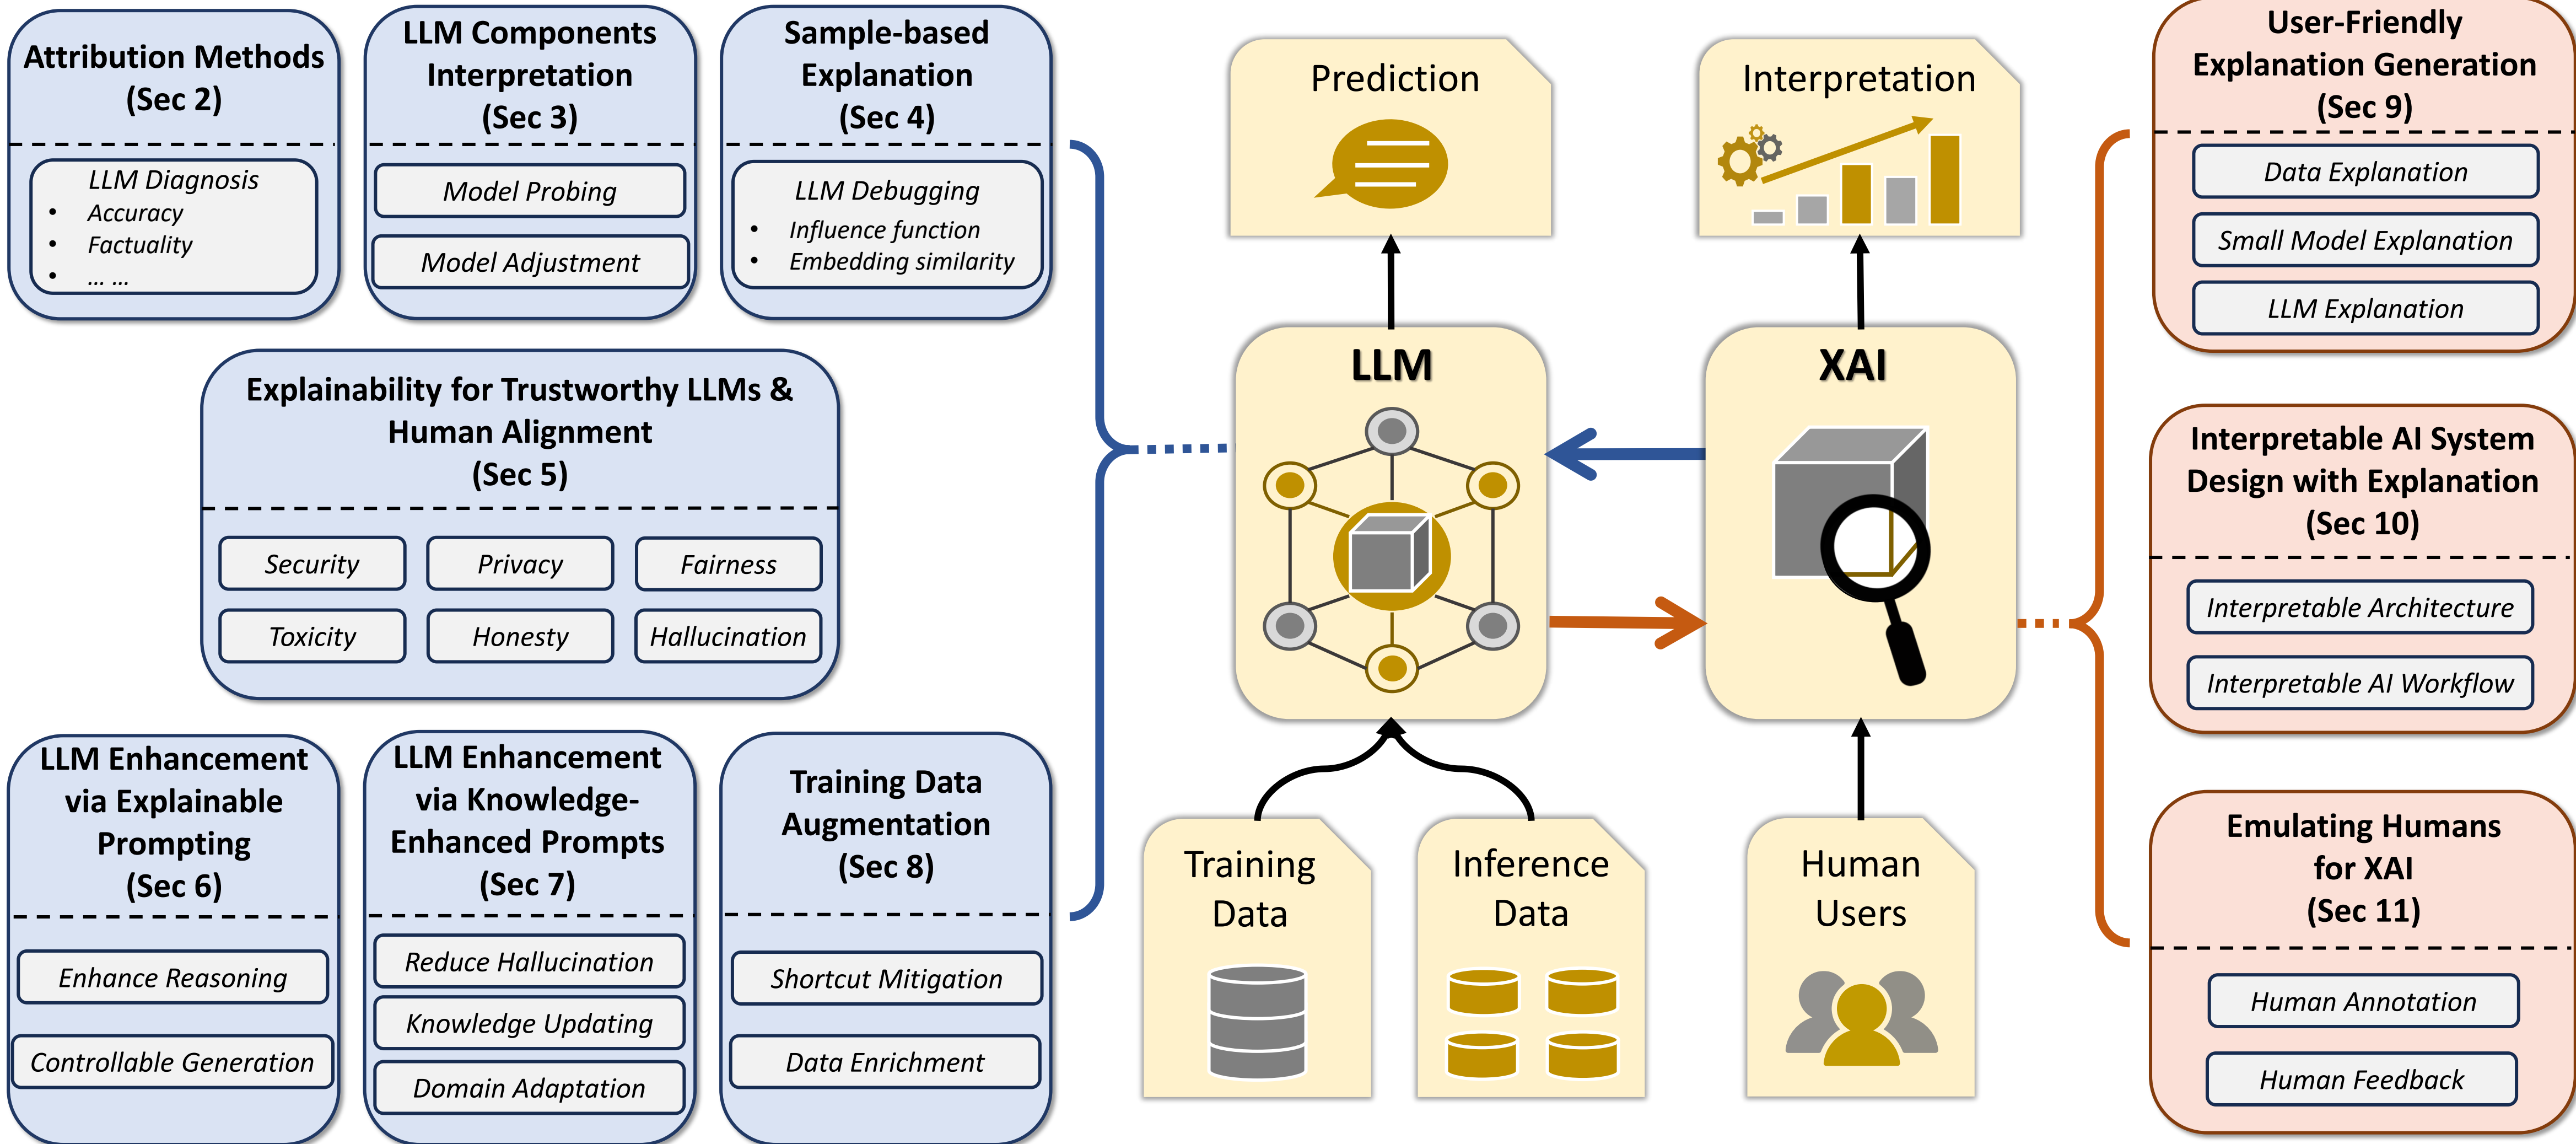 Attribution Methods
(Sec 2)
LLM Diagnosis
• Accuracy
• Factuality
• ... ...
LLM Components
Interpretation
(Sec 3)
Model Probing
Model Adjustment
Sample-based
Explanation
(Sec 4)
LLM Debugging
• Influence function
• Embedding similarity
Explainability for Trustworthy LLMs &
Human Alignment
(Sec 5)
Security
Privacy
Fairness
Toxicity
Honesty
Hallucination
LLM Enhancement
via Explainable
Prompting
(Sec 6)
Enhance Reasoning
Controllable Generation
LLM Enhancement
via Knowledge-
Enhanced Prompts
(Sec 7)
Reduce Hallucination
Knowledge Updating
Domain Adaptation
Training Data
Augmentation
(Sec 8)
Shortcut Mitigation
Data Enrichment
Prediction
Interpretation
LLM
XAI
Training
Data
Inference
Data
Human
Users
User-Friendly
Explanation Generation
(Sec 9)
Data Explanation
Small Model Explanation
LLM Explanation
Interpretable AI System
Design with Explanation
(Sec 10)
Interpretable Architecture
Interpretable AI Workflow
Emulating Humans
for XAI
(Sec 11)
Human Annotation
Human Feedback